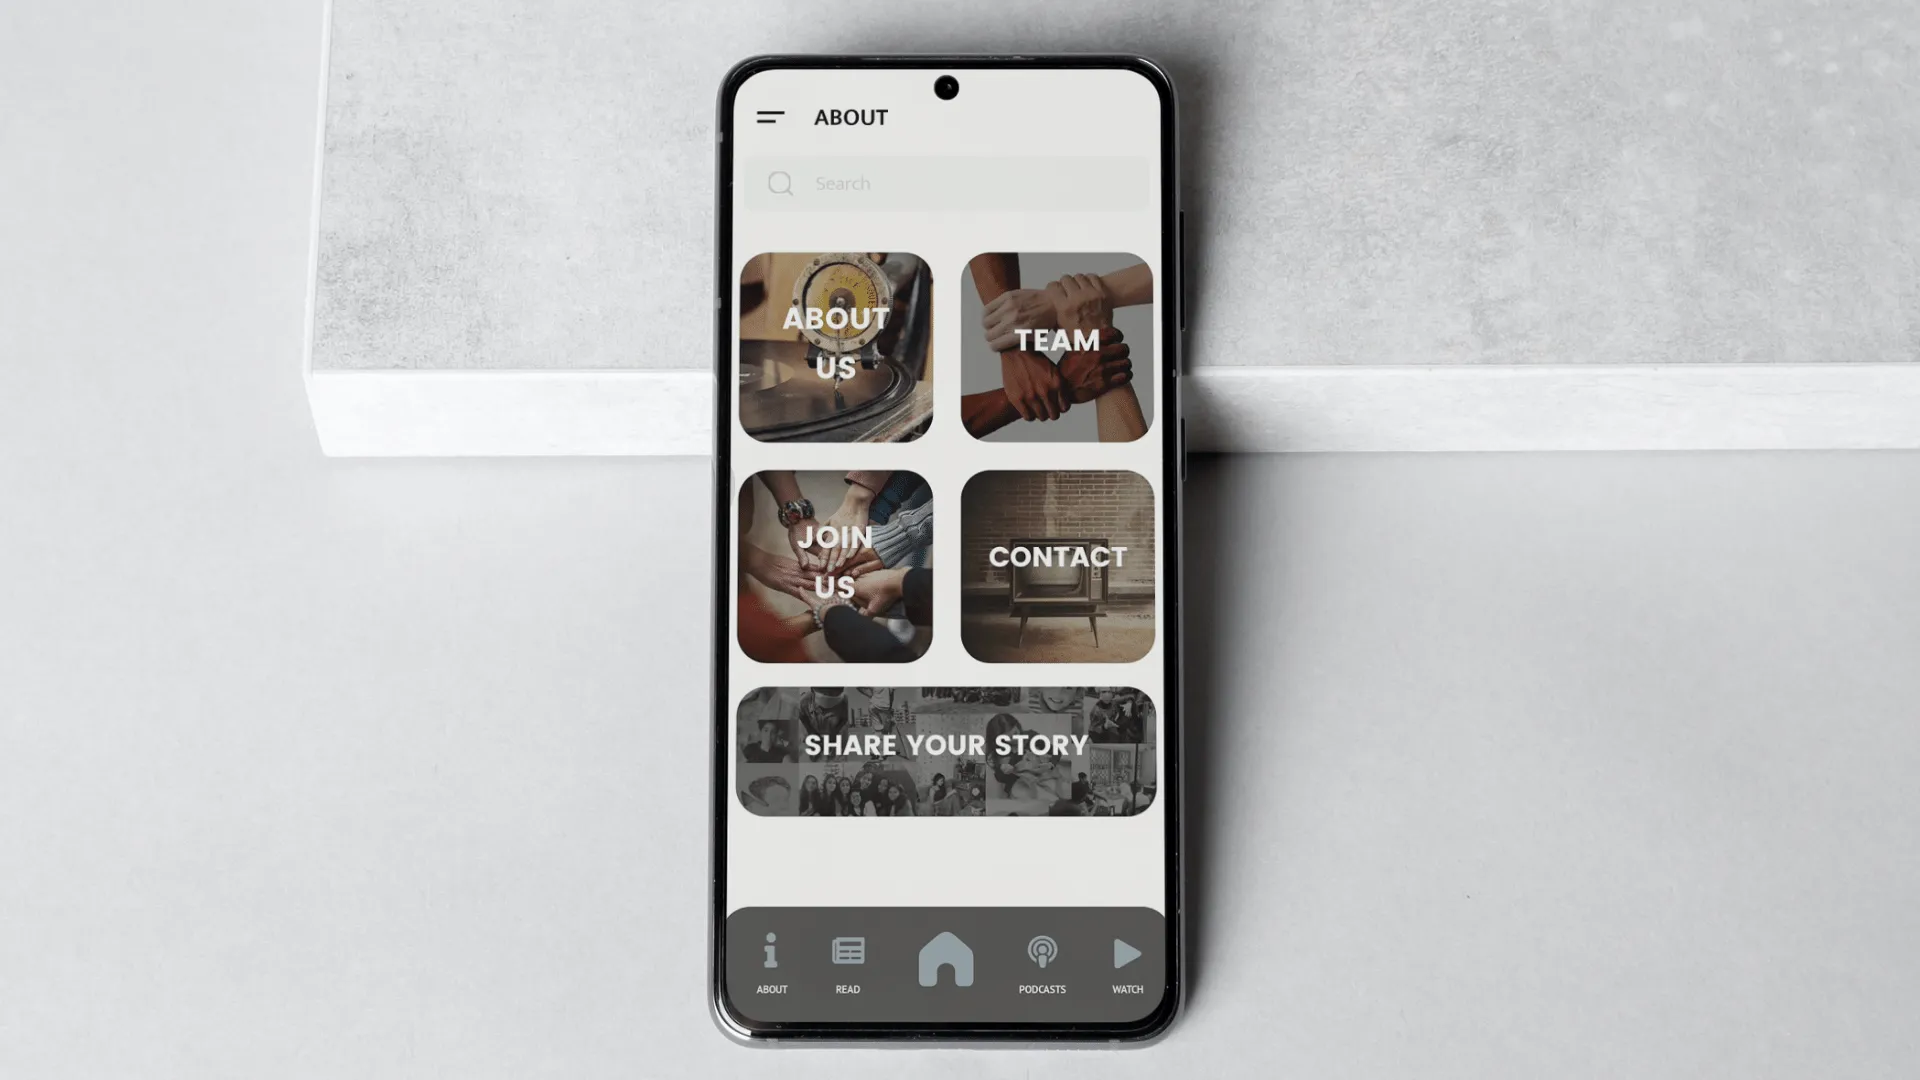 ABOUT
Search
ABOUT
US
TEAM
JOIN
US
CONTACT
SHARE YOUR STORY
ABOUT
READ
PODCASTS
WATCH